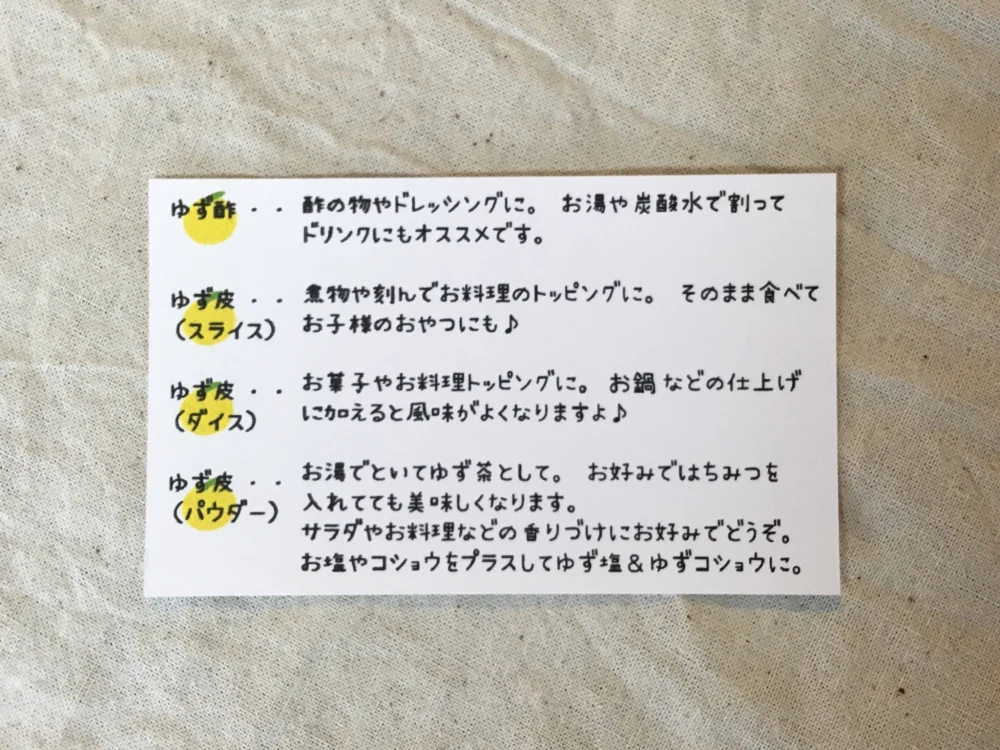 ゆず酢・・酢の物やドレッシングに。 お湯や炭酸水で割って
ドリンクにもオススメです。
ゆず皮・・煮物や刻んでお料理のトッピングに。 そのまま食べて
(スライス) お子様のおやつにも♪
ゆず皮・・お菓子やお料理トッピングに。 お鍋などの仕上げ
(ダイス) に加えると風味がよくなりますよ♪
ゆず皮・・お湯でといてゆず茶として。 お好みではちみつを
(パウダー) 入れてても美味しくなります。
サラダやお料理などの香りづけにお好みでどうぞ。
お塩やコショウをプラスしてゆず塩&ゆずコショウに。